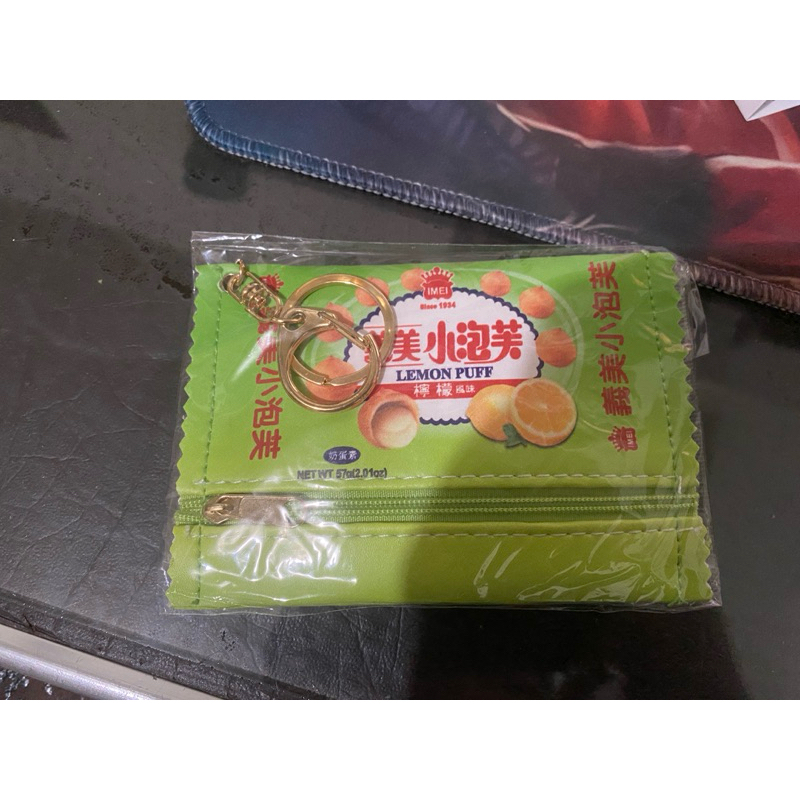 IMEI
Since 1934
義美小泡芙
LEMON PUFF
檸檬風味
奶蛋素
NET WT 57g(2.01oz)
義美小泡芙
義美小泡芙